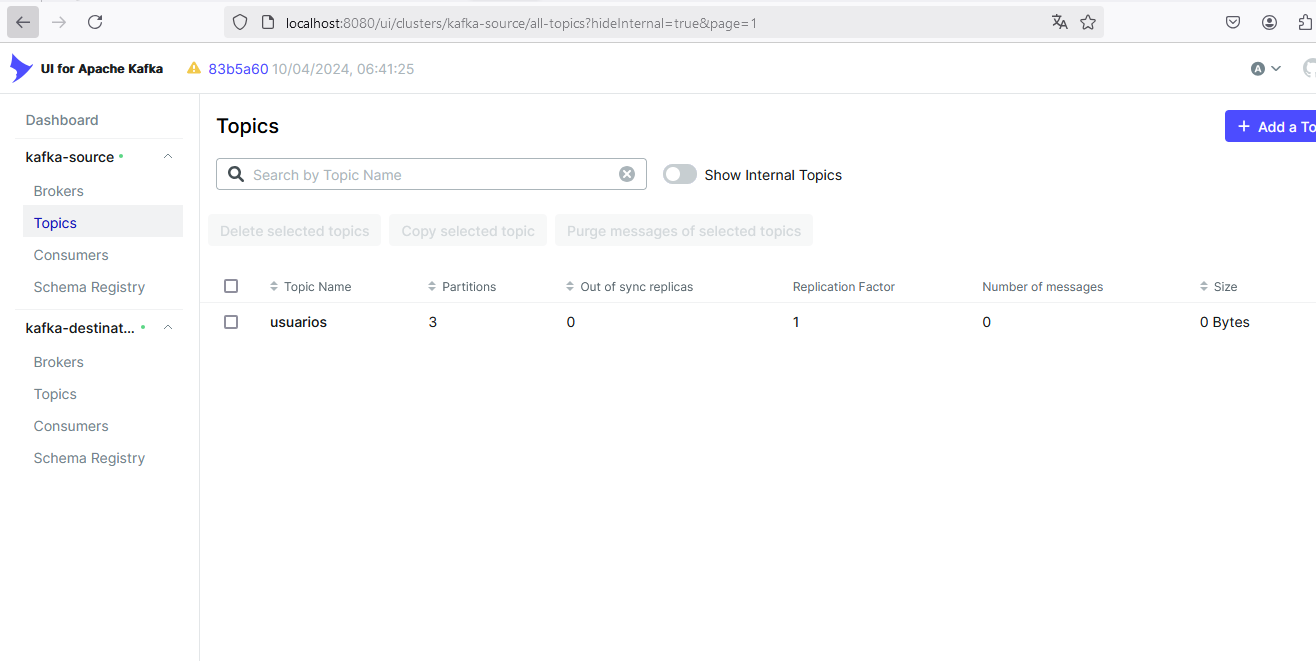 localhost:8080/ui/clusters/kafka-source/all-topics?hideInternal=true&page=1
UI for Apache Kafka 83b5a60 10/04/2024, 06:41:25 A
Dashboard
kafka-source
Brokers
Topics
Consumers
Schema Registry
kafka-destinat...
Brokers
Topics
Consumers
Schema Registry
Topics
+ Add a To
Search by Topic Name
Show Internal Topics
Delete selected topics Copy selected topic Purge messages of selected topics
Topic Name Partitions Out of sync replicas Replication Factor Number of messages Size
usuarios 3 0 1 0 0 Bytes